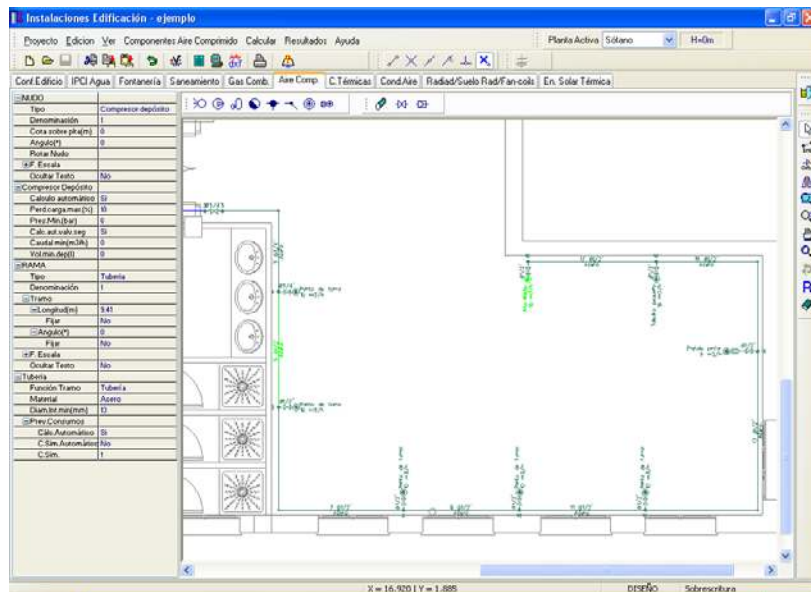 Instalaciones Edificación - ejemplo
Proyecto Edicion Ver Componentes Aire Comprimido Calcular Resultados Ayuda
Planta Activa Sótano H=0m
Conf.Edificio IPCI Agua Fontanería Saneamiento Gas Comb. Aire Comp. C.Térmicas Cond.Aire Radiad/Suelo Rad/Fan-coils En. Solar Térmica
NUDO
Tipo Compresor depósito
Denominación 1
Cota sobre pta(m) 0
Angulo(º) 0
Rotar Nudo
F. Escala
Ocultar Texto No
Compresor Depósito
Calculo automático Si
Perd.carga max.(%) 10
Pres.Min.(bar) 6
Calc.aut.valv.seg Si
Caudal min(m3/h) 0
Vol.min.dep(l) 0
RAMA
Tipo Tubería
Denominación 1
Tramo
Longitud(m) 9.41
Fijar No
Angulo(º) 0
Fijar No
F. Escala
Ocultar Texto No
Tubería
Función Tramo Tubería
Material Acero
Diam.Int.min(mm) 13
Prev.Consumos
Cálc.Automático Si
C.Sim.Automático No
C.Sim. 1
X = 16.920 | Y = 1.885 DISEÑO Sobrescritura